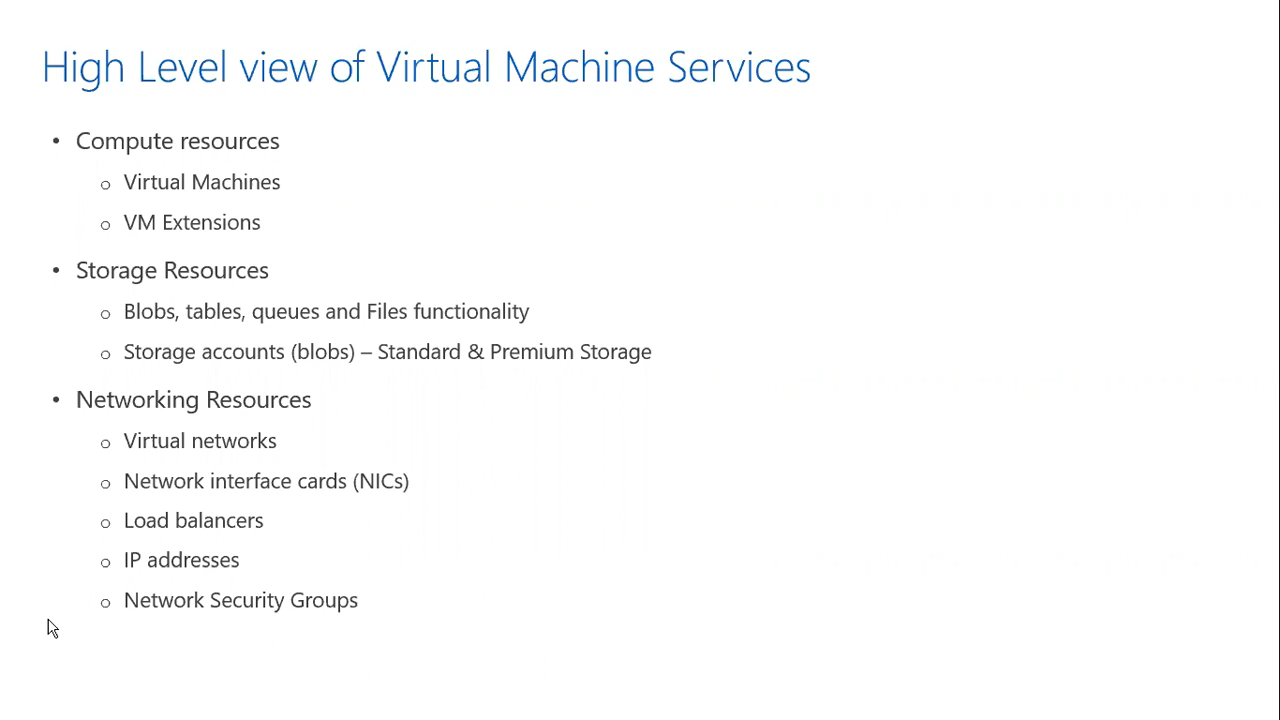 High Level view of Virtual Machine Services
• Compute resources
o Virtual Machines
o VM Extensions
• Storage Resources
o Blobs, tables, queues and Files functionality
o Storage accounts (blobs) – Standard & Premium Storage
• Networking Resources
o Virtual networks
o Network interface cards (NICs)
o Load balancers
o IP addresses
o Network Security Groups